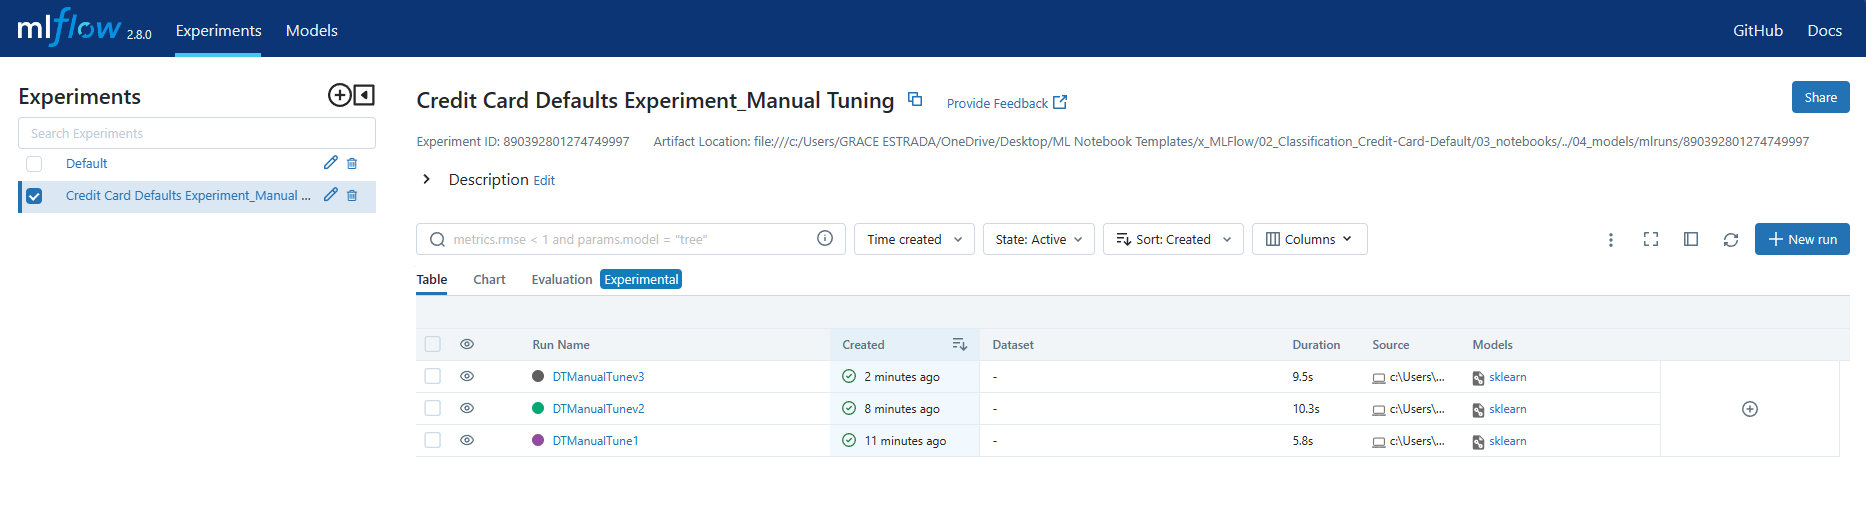 mlflow 2.8.0 Experiments Models GitHub Docs
Experiments
Search Experiments
Default
Credit Card Defaults Experiment_Manual ...
Credit Card Defaults Experiment_Manual Tuning Provide Feedback Share
Experiment ID: 890392801274749997 Artifact Location: file:///c:/Users/GRACE ESTRADA/OneDrive/Desktop/ML Notebook Templates/x_MLFlow/02_Classification_Credit-Card-Default/03_notebooks/../04_models/mlruns/890392801274749997
Description Edit
metrics.rmse < 1 and params.model = "tree" Time created State: Active Sort: Created Columns New run
Table Chart Evaluation Experimental
Run Name Created Dataset Duration Source Models
DTManualTunev3 2 minutes ago - 9.5s c:\Users\... sklearn
DTManualTunev2 8 minutes ago - 10.3s c:\Users\... sklearn
DTManualTune1 11 minutes ago - 5.8s c:\Users\... sklearn